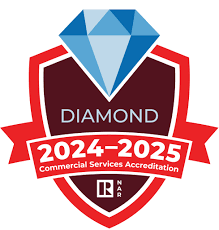 DIAMOND
2024–2025
Commercial Services Accreditation
R
NAR